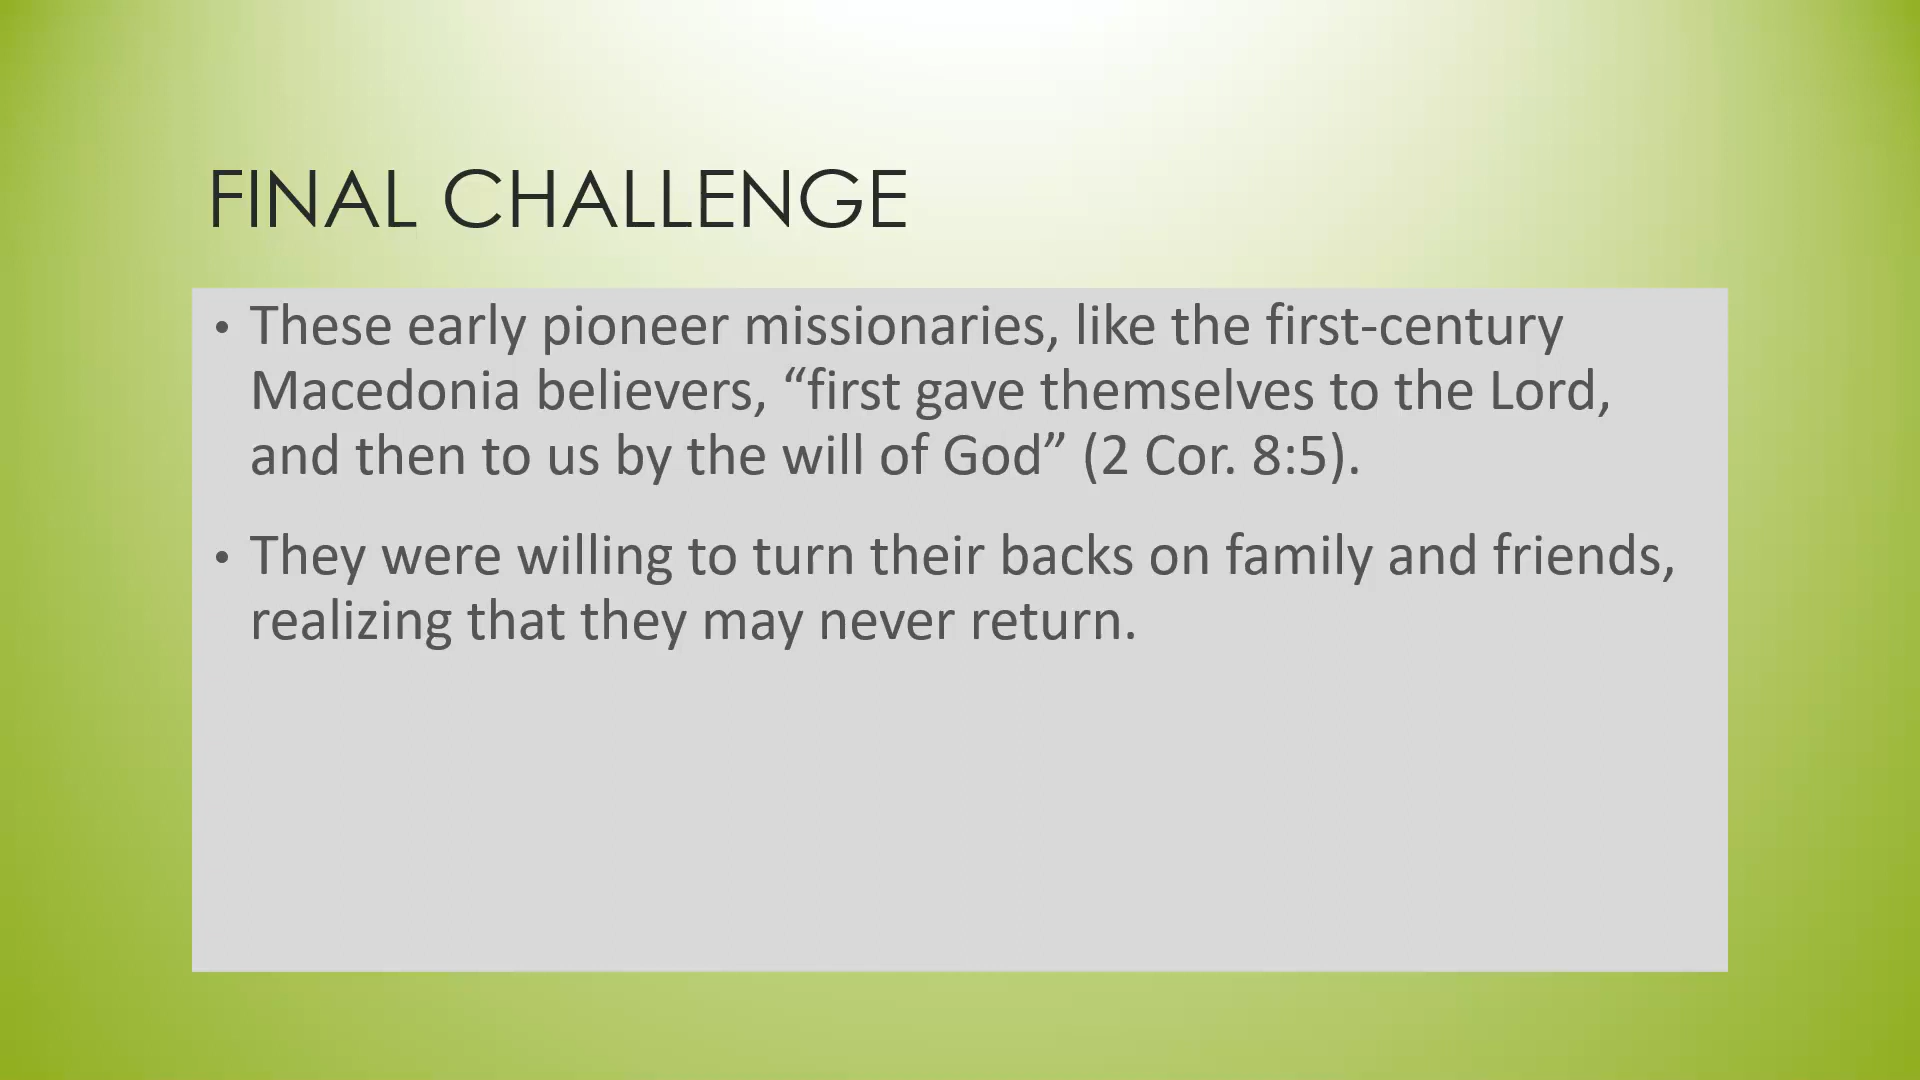 FINAL CHALLENGE
• These early pioneer missionaries, like the first-century
Macedonia believers, “first gave themselves to the Lord,
and then to us by the will of God” (2 Cor. 8:5).
• They were willing to turn their backs on family and friends,
realizing that they may never return.